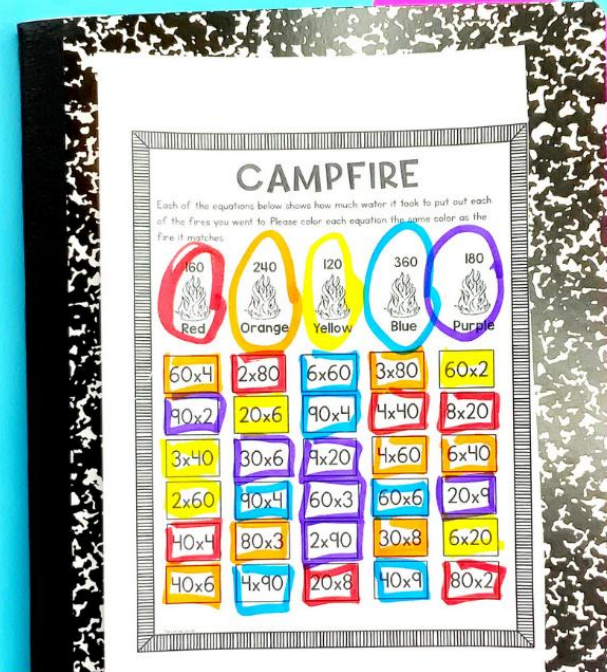 CAMPFIRE
Each of the equations below shows how much water it took to put out each
of the fires you went to. Please color each equation the same color as the
fire it matches.
160 240 120 360 180
Red Orange Yellow Blue Purple
60x4 2x80 6x60 3x80 60x2
90x2 20x6 90x4 4x40 8x20
3x40 30x6 9x20 4x60 6x40
2x60 90x4 60x3 60x6 20x9
40x4 80x3 2x90 30x8 6x20
40x6 4x90 20x8 40x9 80x2